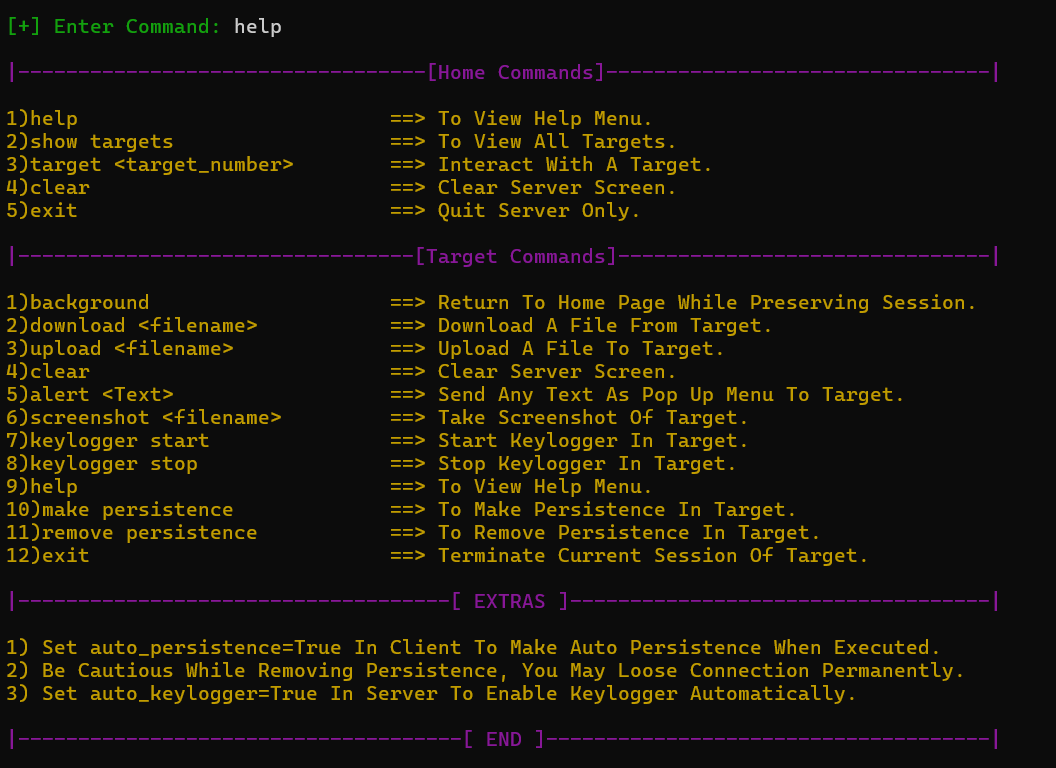 [+] Enter Command: help
|----------------------------------[Home Commands]--------------------------------|
1)help ==> To View Help Menu.
2)show targets ==> To View All Targets.
3)target <target_number> ==> Interact With A Target.
4)clear ==> Clear Server Screen.
5)exit ==> Quit Server Only.
|---------------------------------[Target Commands]-------------------------------|
1)background ==> Return To Home Page While Preserving Session.
2)download <filename> ==> Download A File From Target.
3)upload <filename> ==> Upload A File To Target.
4)clear ==> Clear Server Screen.
5)alert <Text> ==> Send Any Text As Pop Up Menu To Target.
6)screenshot <filename> ==> Take Screenshot Of Target.
7)keylogger start ==> Start Keylogger In Target.
8)keylogger stop ==> Stop Keylogger In Target.
9)help ==> To View Help Menu.
10)make persistence ==> To Make Persistence In Target.
11)remove persistence ==> To Remove Persistence In Target.
12)exit ==> Terminate Current Session Of Target.
|------------------------------------[ EXTRAS ]-----------------------------------|
1) Set auto_persistence=True In Client To Make Auto Persistence When Executed.
2) Be Cautious While Removing Persistence, You May Loose Connection Permanently.
3) Set auto_keylogger=True In Server To Enable Keylogger Automatically.
|-------------------------------------[ END ]-------------------------------------|